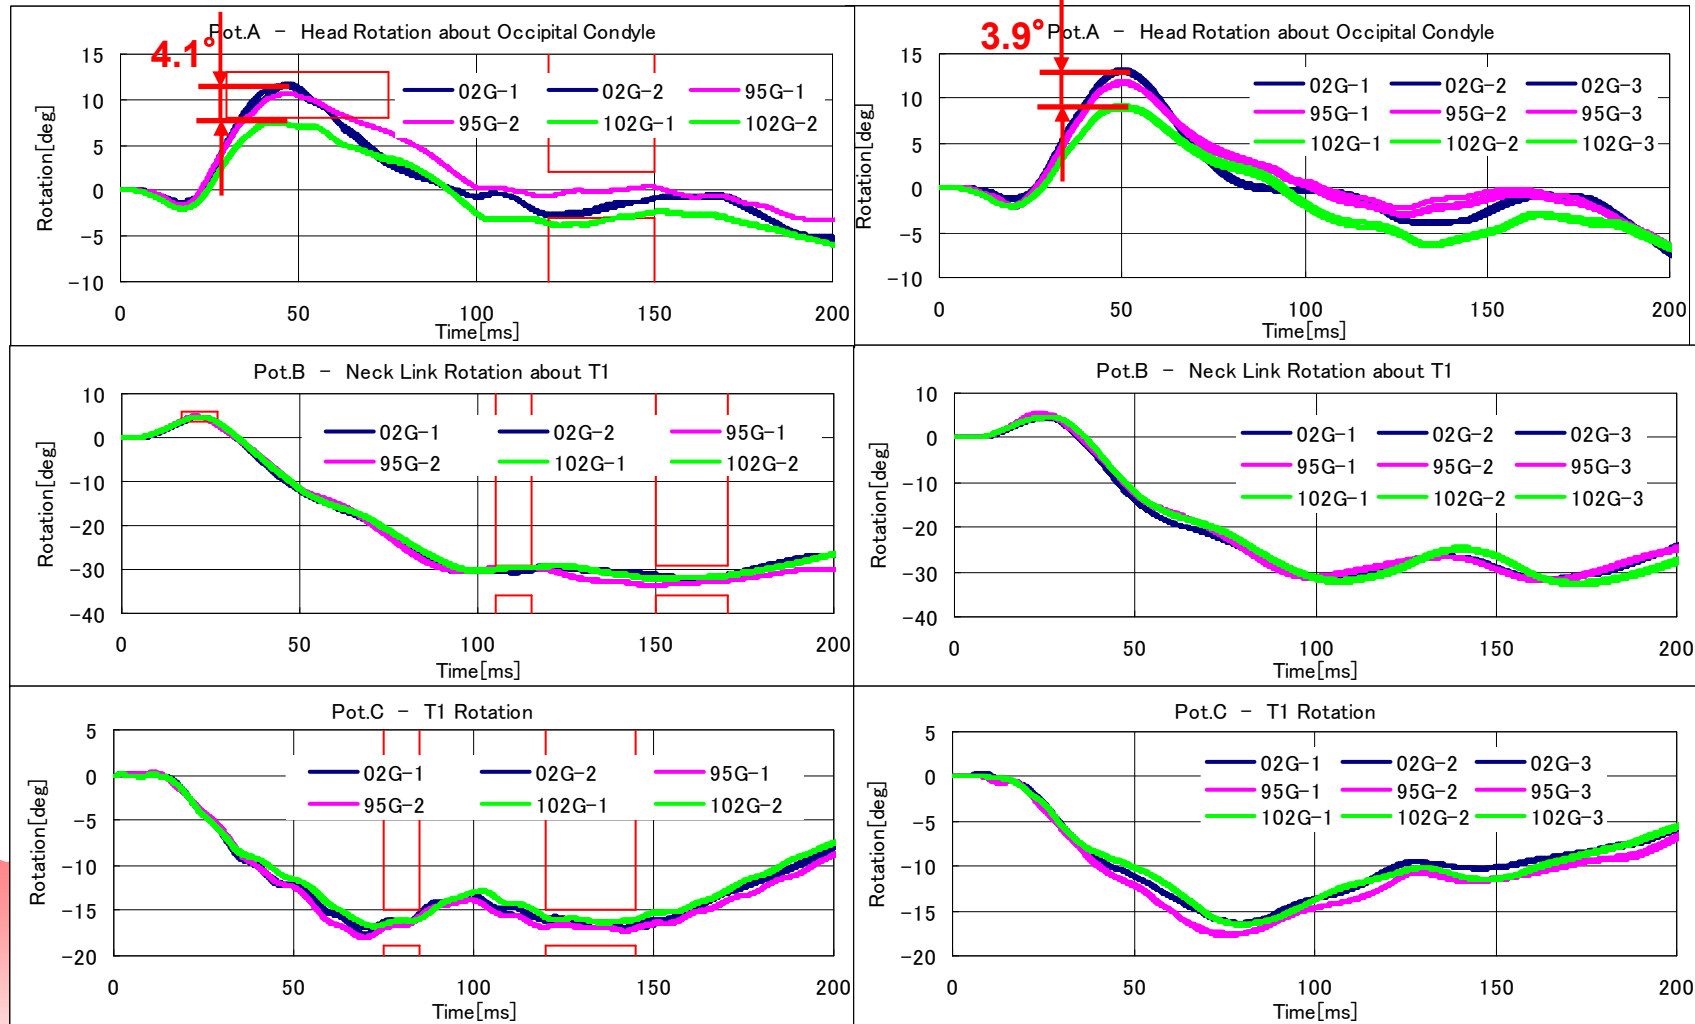 Pot.A － Head Rotation about Occipital Condyle
4.1°
Rotation[deg]
15
10
5
0
-5
-10
02G-1 02G-2 95G-1
95G-2 102G-1 102G-2
0 50 100 150 200
Time[ms]
Pot.A － Head Rotation about Occipital Condyle
3.9°
Rotation[deg]
15
10
5
0
-5
-10
02G-1 02G-2 02G-3
95G-1 95G-2 95G-3
102G-1 102G-2 102G-3
0 50 100 150 200
Time[ms]
Pot.B － Neck Link Rotation about T1
Rotation[deg]
10
0
-10
-20
-30
-40
02G-1 02G-2 95G-1
95G-2 102G-1 102G-2
0 50 100 150 200
Time[ms]
Pot.B － Neck Link Rotation about T1
Rotation[deg]
10
0
-10
-20
-30
-40
02G-1 02G-2 02G-3
95G-1 95G-2 95G-3
102G-1 102G-2 102G-3
0 50 100 150 200
Time[ms]
Pot.C － T1 Rotation
Rotation[deg]
5
0
-5
-10
-15
-20
02G-1 02G-2 95G-1
95G-2 102G-1 102G-2
0 50 100 150 200
Time[ms]
Pot.C － T1 Rotation
Rotation[deg]
5
0
-5
-10
-15
-20
02G-1 02G-2 02G-3
95G-1 95G-2 95G-3
102G-1 102G-2 102G-3
0 50 100 150 200
Time[ms]